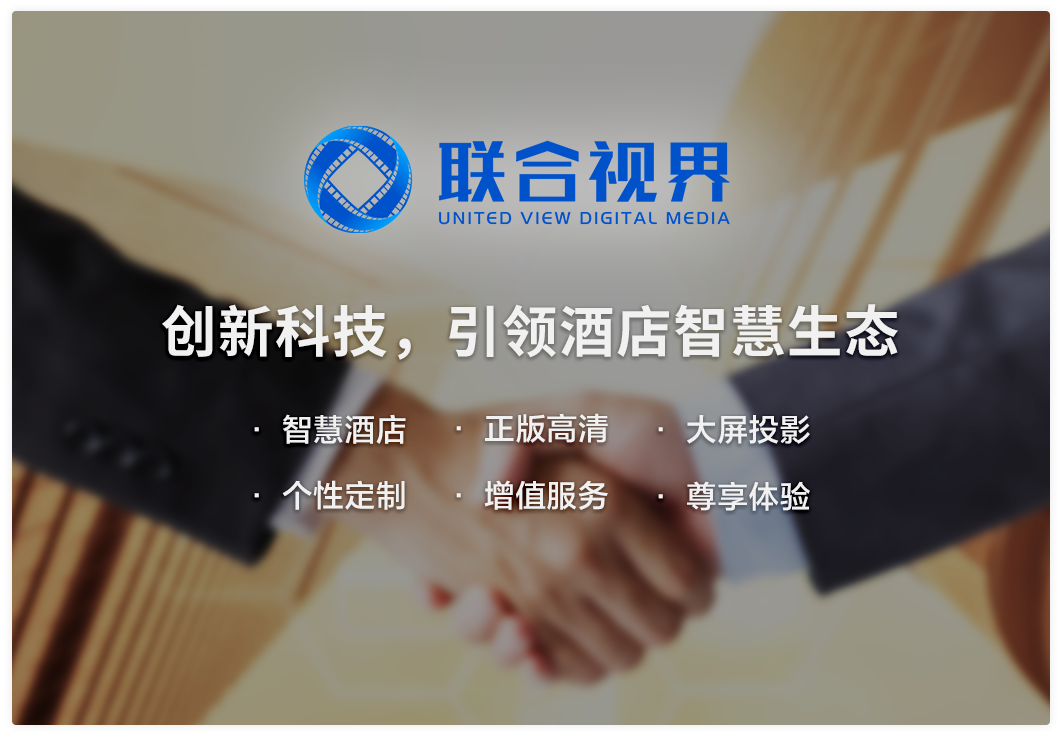 联合视界
UNITED VIEW DIGITAL MEDIA
创新科技，引领酒店智慧生态
· 智慧酒店 · 正版高清 · 大屏投影
· 个性定制 · 增值服务 · 尊享体验